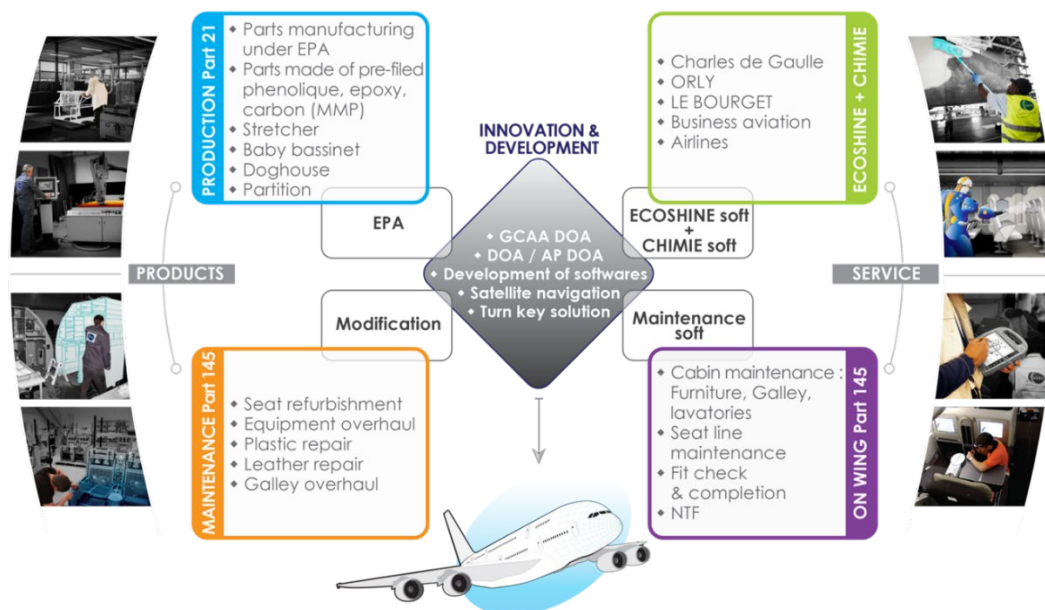 PRODUCTION Part 21
◆ Parts manufacturing
under EPA
◆ Parts made of pre-filed
phenolique, epoxy,
carbon (MMP)
◆ Stretcher
◆ Baby bassinet
◆ Doghouse
◆ Partition
EPA
INNOVATION &
DEVELOPMENT
◆ GCAA DOA
◆ DOA / AP DOA
◆ Development of softwares
◆ Satellite navigation
◆ Turn key solution
◆ Charles de Gaulle
◆ ORLY
◆ LE BOURGET
◆ Business aviation
◆ Airlines
ECOSHINE + CHIMIE
ECOSHINE soft
+
CHIMIE soft
PRODUCTS
SERVICE
Modification
Maintenance
soft
MAINTENANCE Part 145
◆ Seat refurbishment
◆ Equipment overhaul
◆ Plastic repair
◆ Leather repair
◆ Galley overhaul
◆ Cabin maintenance :
Furniture, Galley,
lavatories
◆ Seat line
maintenance
◆ Fit check
& completion
◆ NTF
ON WING Part 145